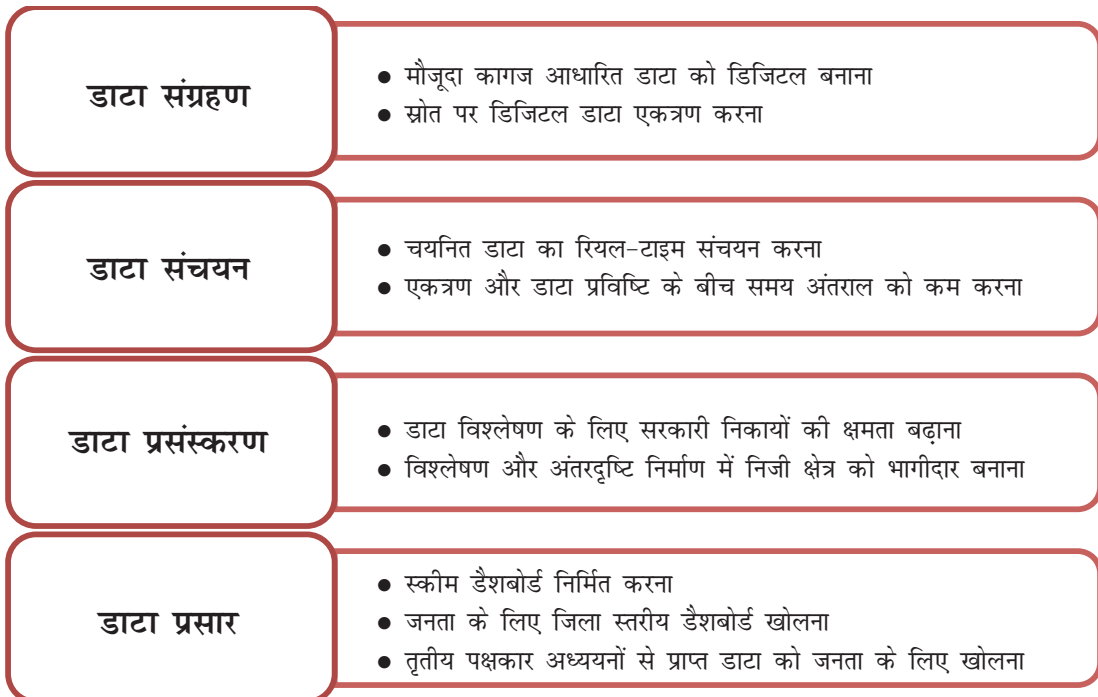 डाटा संग्रहण
● मौजूदा कागज आधारित डाटा को डिजिटल बनाना
● स्रोत पर डिजिटल डाटा एकत्रण करना
डाटा संचयन
● चयनित डाटा का रियल-टाइम संचयन करना
● एकत्रण और डाटा प्रविष्टि के बीच समय अंतराल को कम करना
डाटा प्रसंस्करण
● डाटा विश्लेषण के लिए सरकारी निकायों की क्षमता बढ़ाना
● विश्लेषण और अंतरदृष्टि निर्माण में निजी क्षेत्र को भागीदार बनाना
डाटा प्रसार
● स्कीम डैशबोर्ड निर्मित करना
● जनता के लिए जिला स्तरीय डैशबोर्ड खोलना
● तृतीय पक्षकार अध्ययनों से प्राप्त डाटा को जनता के लिए खोलना